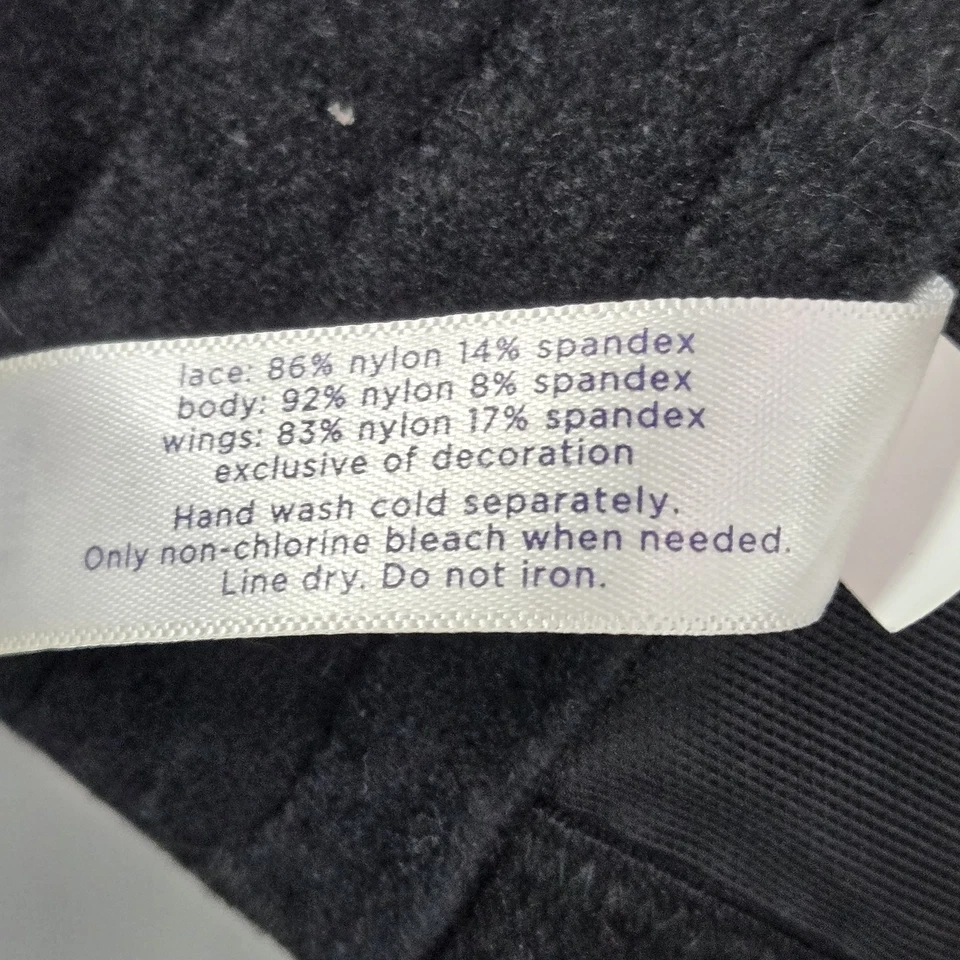 lace: 86% nylon 14% spandex
body: 92% nylon 8% spandex
wings: 83% nylon 17% spandex
exclusive of decoration
Hand wash cold separately.
Only non-chlorine bleach when needed.
Line dry. Do not iron.